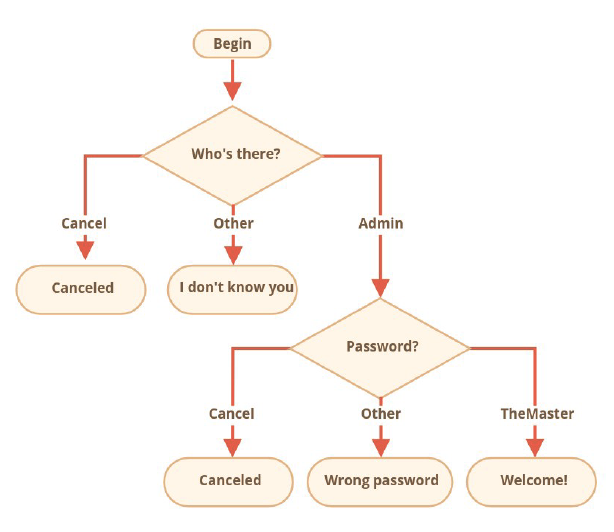 Begin
Who's there?
Cancel
Other
Admin
Canceled
I don't know you
Password?
Cancel
Other
TheMaster
Canceled
Wrong password
Welcome!